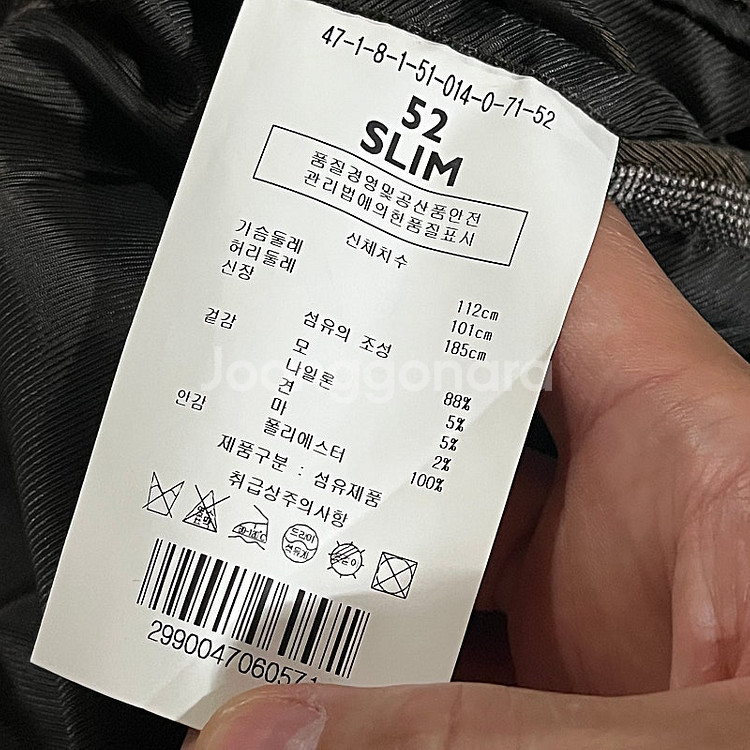 47-1-8-1-51-014-0-71-52
52
SLIM
품질경영및공산품안전
관리법에의한품질표시
신체치수
가슴둘레 112cm
허리둘레 101cm
신장 185cm
섬유의 조성
겉감 모 88%
나일론 5%
견 5%
마 2%
안감 폴리에스터 100%
제품구분 : 섬유제품
취급상주의사항
드라이
299004706057
Joonggonara